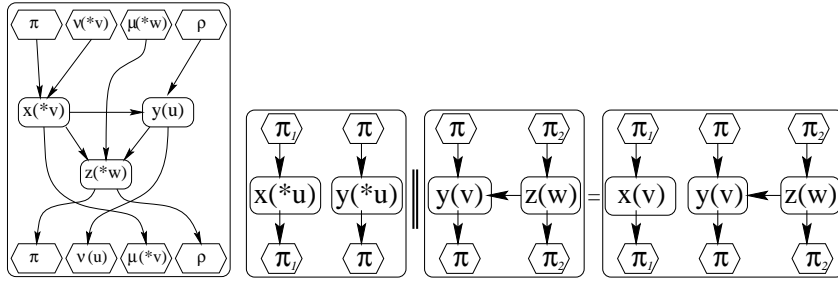 π ν(*v) μ(*w) ρ
x(*v) y(u)
z(*w)
π ν(u) μ(*v) ρ
π₁ π
x(*u) y(*u)
π₁ π
||
π π₂
y(v) z(w)
π π₂
=
π₁ π π₂
x(v) y(v) z(w)
π₁ π π₂